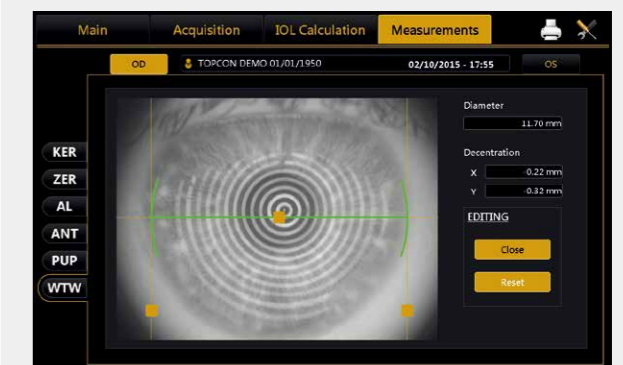 Main Acquisition IOL Calculation Measurements
OD TOPCON DEMO 01/01/1950 02/10/2015 - 17:55 OS
Diameter
11.70 mm
Decentration
X -0.22 mm
Y -0.32 mm
EDITING
Close
Reset
KER
ZER
AL
ANT
PUP
WTW